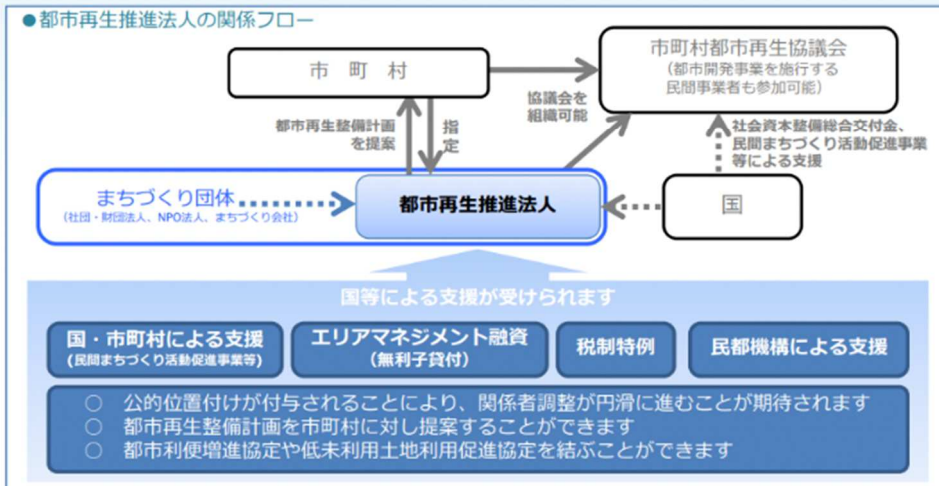 ●都市再生推進法人の関係フロー
市　町　村
市町村都市再生協議会
（都市開発事業を施行する
民間事業者も参加可能）
協議会を
組織可能
都市再生整備計画
を提案
指定
社会資本整備総合交付金、
民間まちづくり活動促進事業
等による支援
まちづくり団体
（社団・財団法人、NPO法人、まちづくり会社）
都市再生推進法人
国
国等による支援が受けられます
国・市町村による支援
(民間まちづくり活動促進事業等)
エリアマネジメント融資
（無利子貸付）
税制特例
民都機構による支援
○　公的位置付けが付与されることにより、関係者調整が円滑に進むことが期待されます
○　都市再生整備計画を市町村に対し提案することができます
○　都市利便増進協定や低未利用土地利用促進協定を結ぶことができます